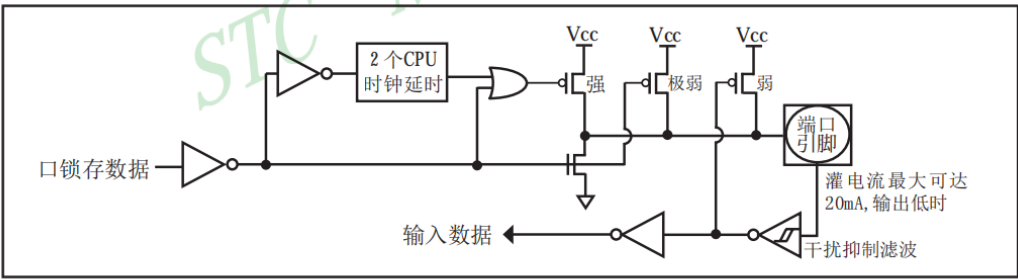 STC
Vcc
Vcc
Vcc
2个CPU
时钟延时
强
极弱
弱
端口
引脚
口锁存数据
灌电流最大可达
20mA,输出低时
输入数据
干扰抑制滤波